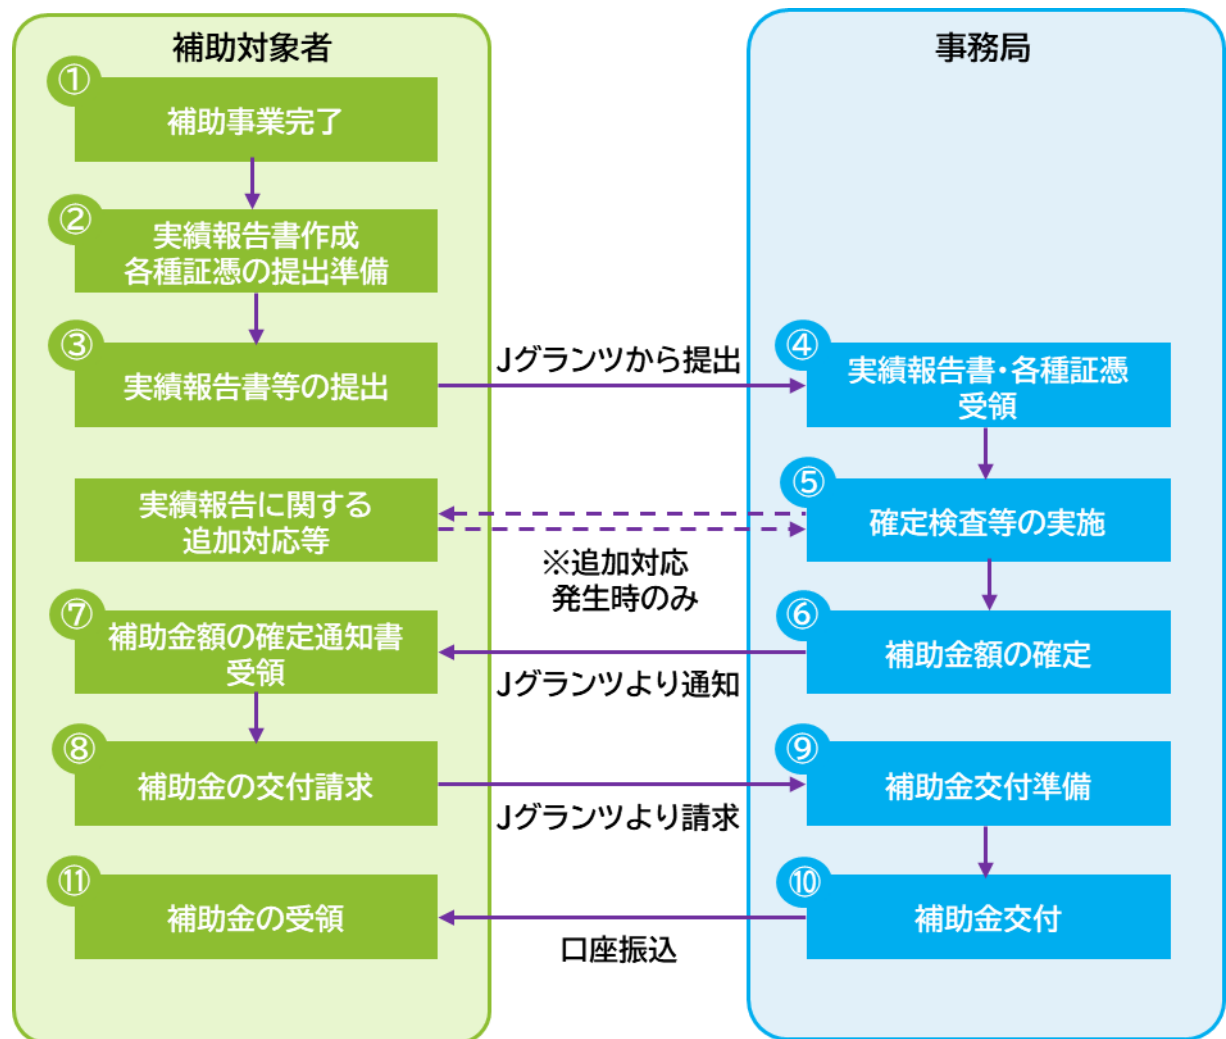 補助対象者
事務局
①
補助事業完了
②
実績報告書作成
各種証憑の提出準備
③
実績報告書等の提出
Jグランツから提出
④
実績報告書・各種証憑
受領
実績報告に関する
追加対応等
⑤
確定検査等の実施
※追加対応
発生時のみ
⑥
補助金額の確定
⑦
補助金額の確定通知書
受領
Jグランツより通知
⑧
補助金の交付請求
Jグランツより請求
⑨
補助金交付準備
⑩
補助金交付
口座振込
⑪
補助金の受領